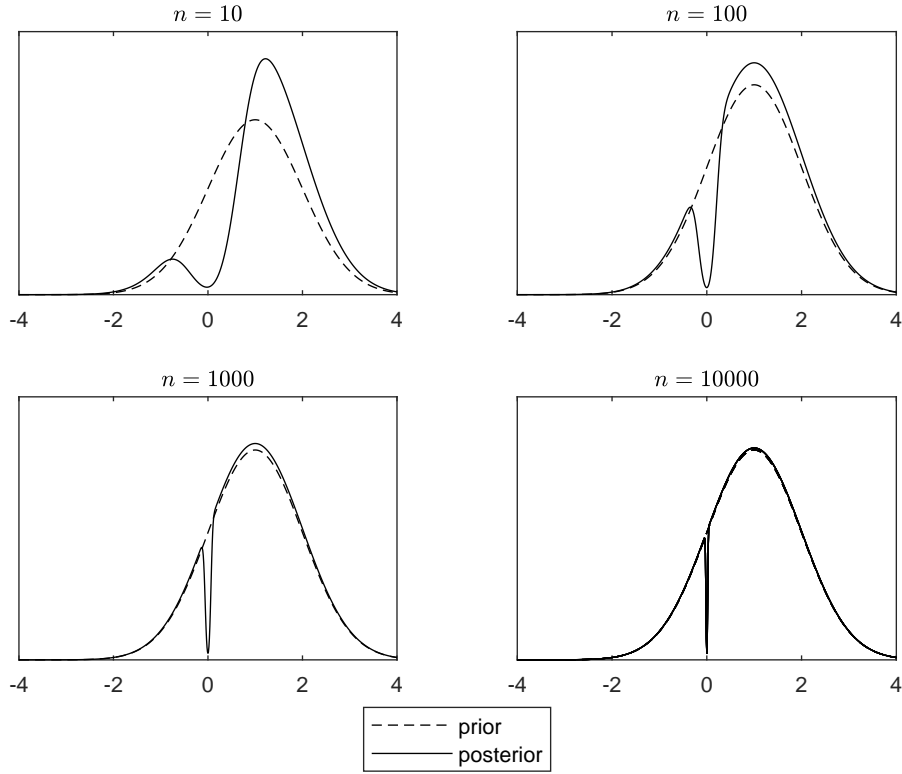 n = 10
n = 100
-4 -2 0 2 4
-4 -2 0 2 4
n = 1000
n = 10000
-4 -2 0 2 4
-4 -2 0 2 4
prior
posterior